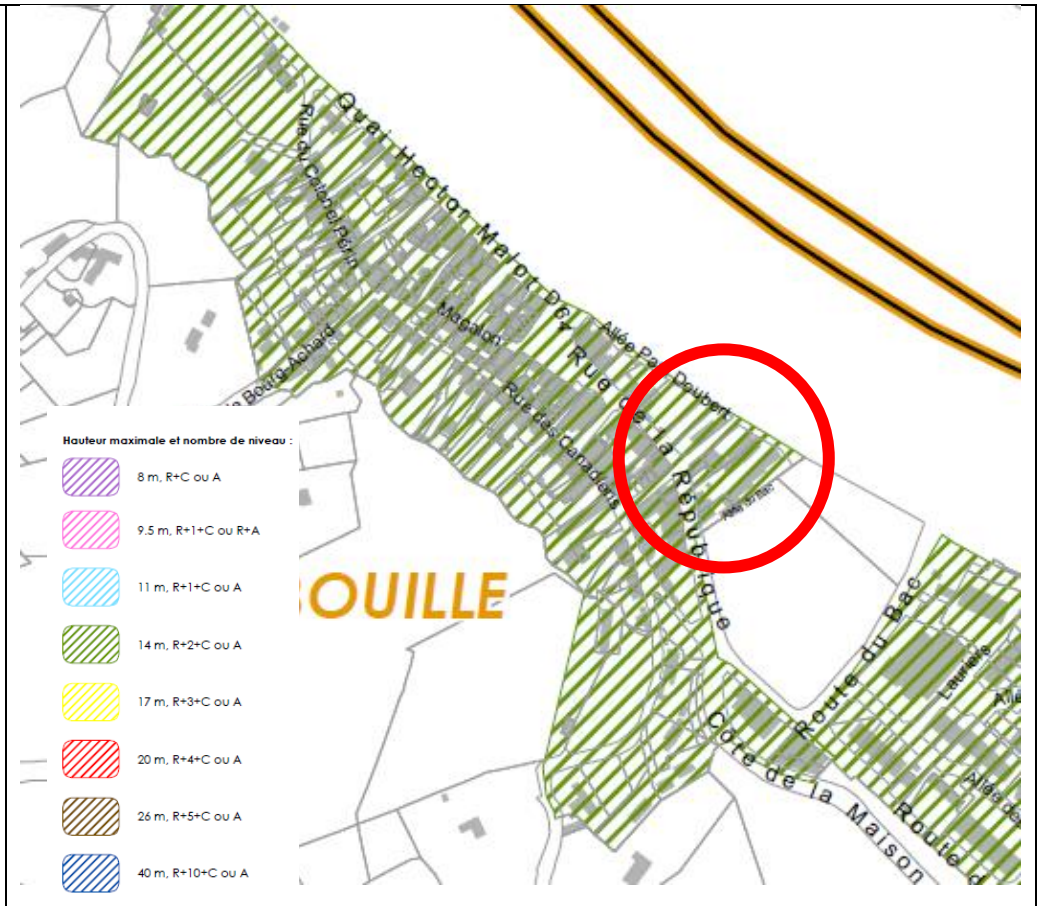 Quai Hector Malot D64
Rue du Colonel Périn
Magalon
Allée Paul Doubert
Rue de la République
Rue des Canadiens
Bourg-Achard
Allée du Bac
BOUILLE
Route du Bac
Lauriers
Côte de la Maison
Route d
Hauteur maximale et nombre de niveau :
8 m, R+C ou A
9.5 m, R+1+C ou R+A
11 m, R+1+C ou A
14 m, R+2+C ou A
17 m, R+3+C ou A
20 m, R+4+C ou A
26 m, R+5+C ou A
40 m, R+10+C ou A